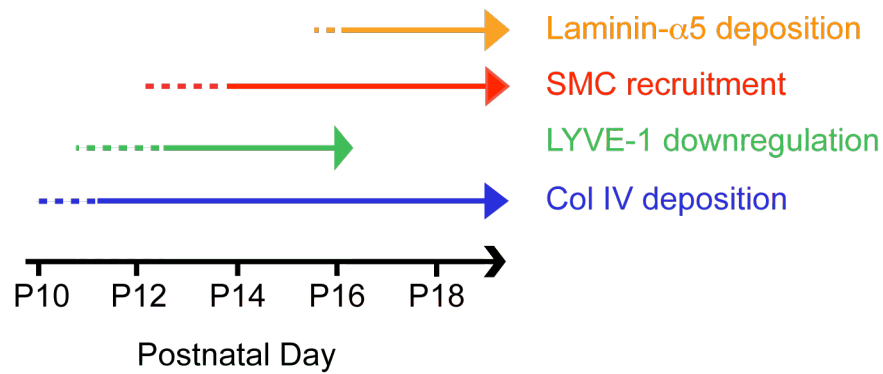 Laminin-α5 deposition
SMC recruitment
LYVE-1 downregulation
Col IV deposition
P10 P12 P14 P16 P18
Postnatal Day